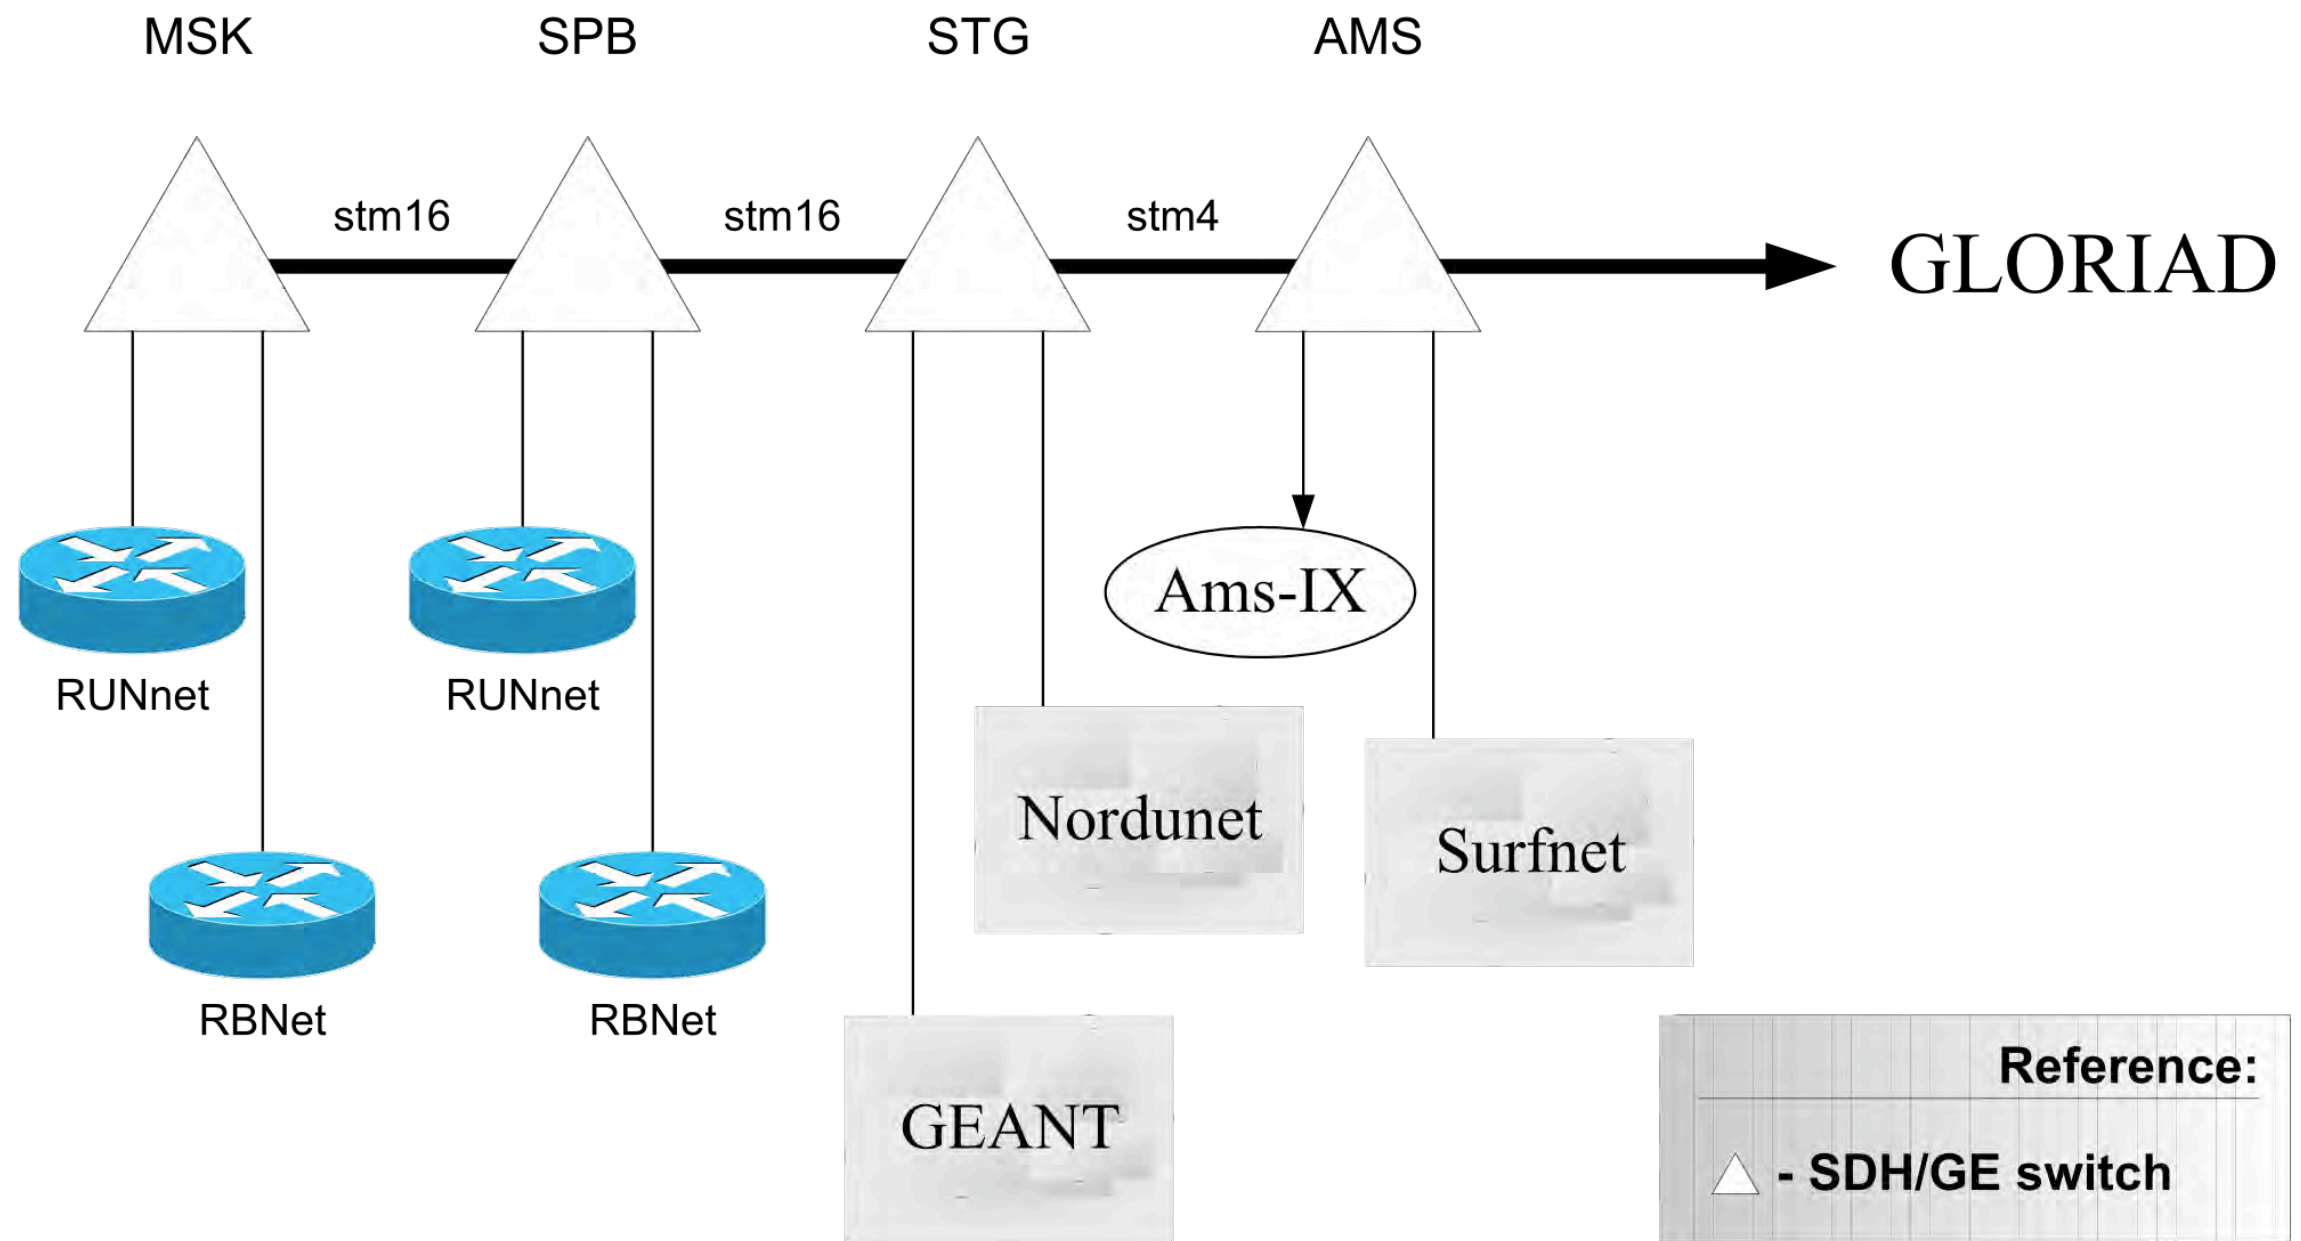 MSK
SPB
STG
AMS
stm16
stm16
stm4
GLORIAD
Ams-IX
RUNnet
RUNnet
Nordunet
Surfnet
RBNet
RBNet
GEANT
Reference:
- SDH/GE switch